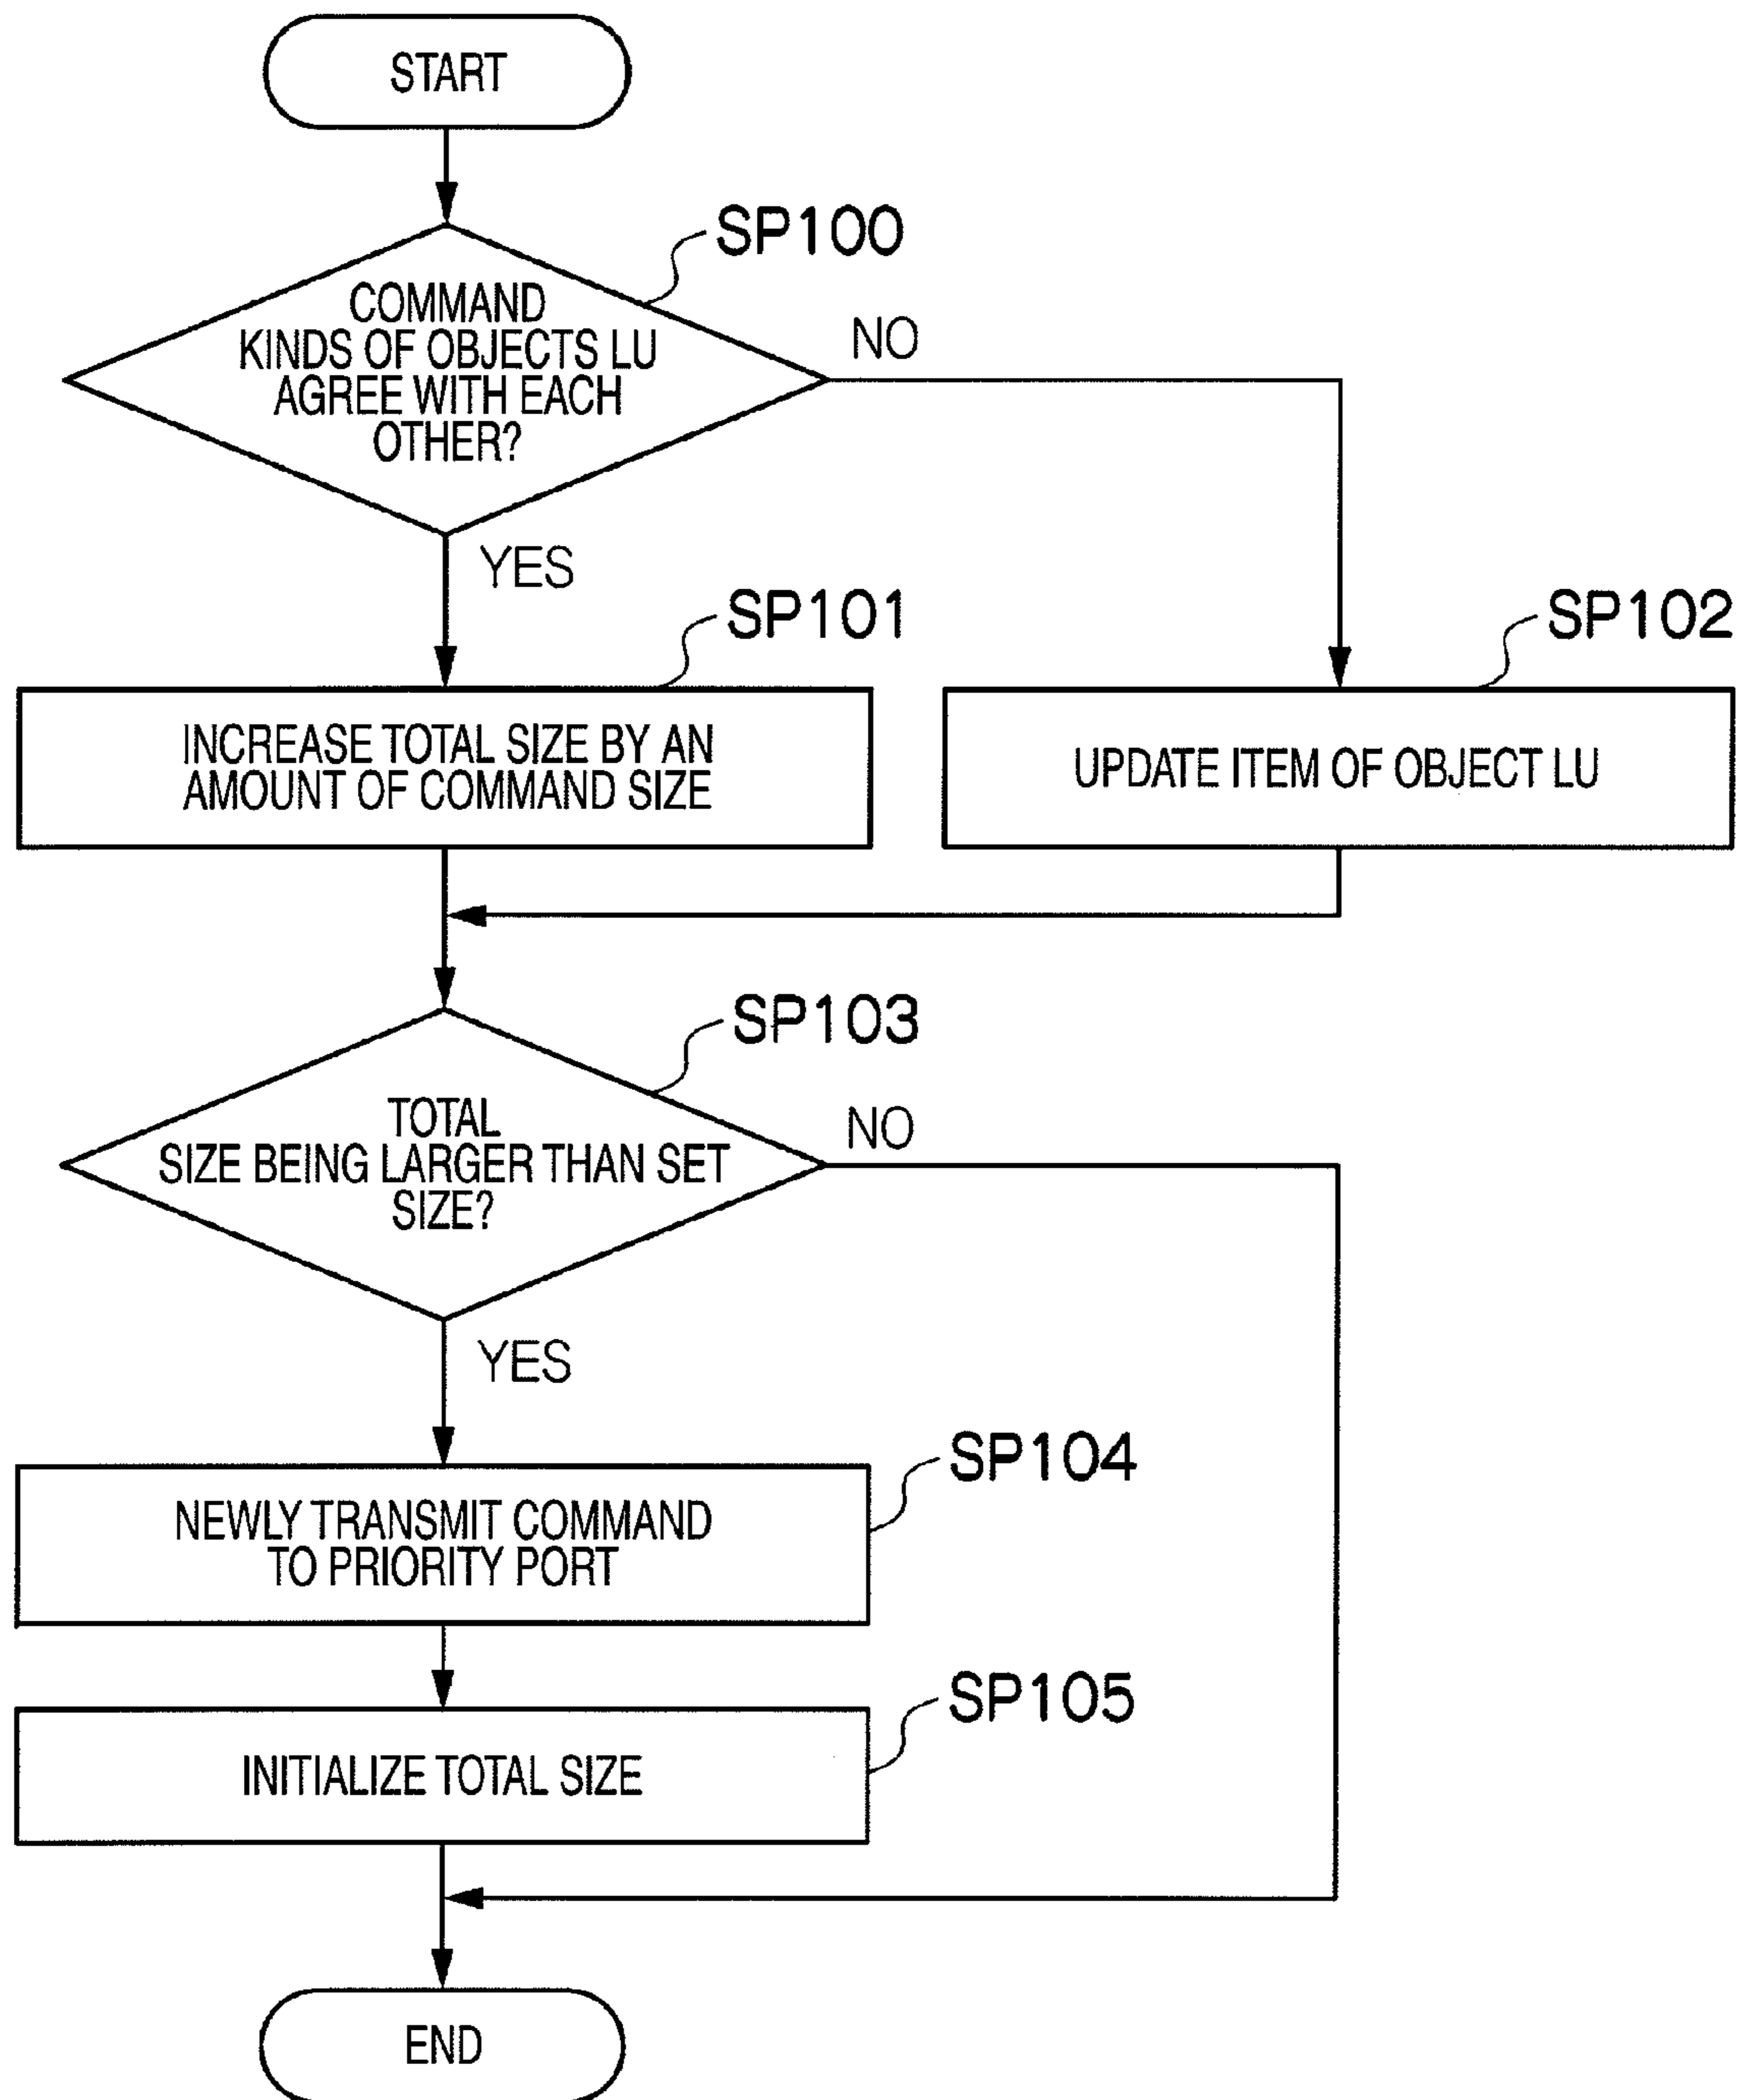 START
SP100
COMMAND
KINDS OF OBJECTS LU
AGREE WITH EACH
OTHER?
NO
YES
SP101
SP102
INCREASE TOTAL SIZE BY AN
AMOUNT OF COMMAND SIZE
UPDATE ITEM OF OBJECT LU
SP103
TOTAL
SIZE BEING LARGER THAN SET
SIZE?
NO
YES
SP104
NEWLY TRANSMIT COMMAND
TO PRIORITY PORT
SP105
INITIALIZE TOTAL SIZE
END